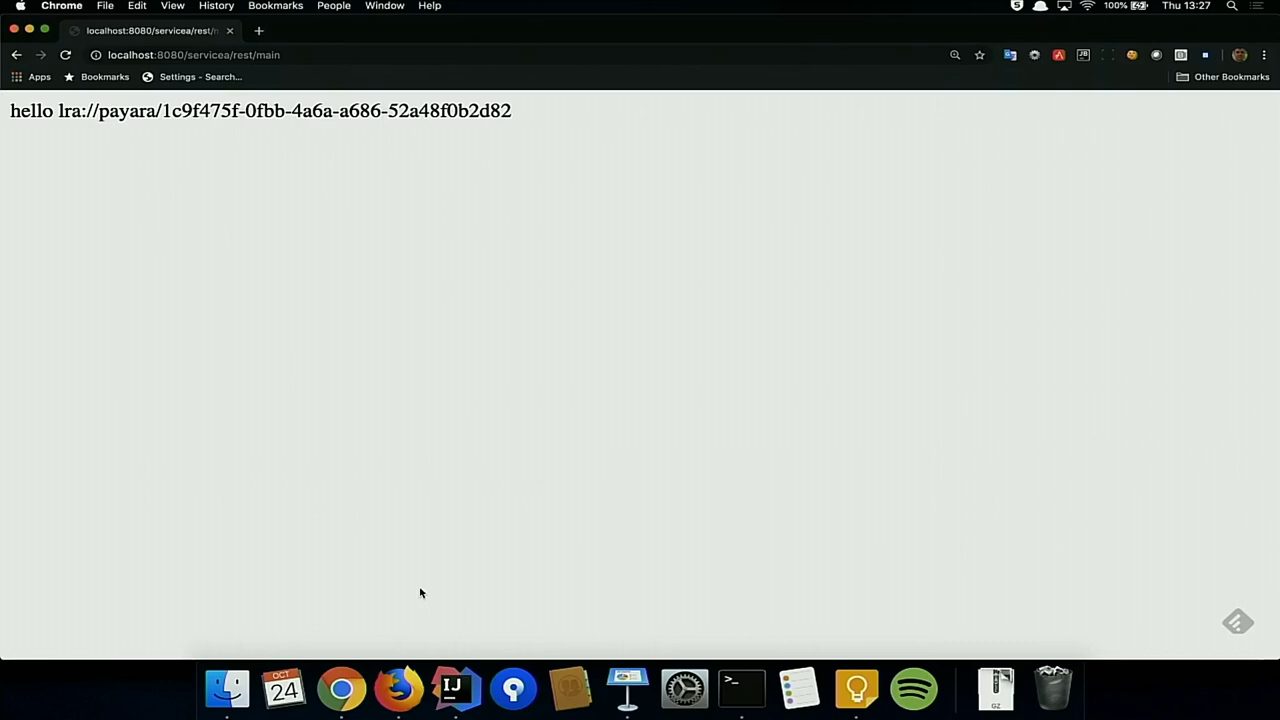 Chrome File Edit View History Bookmarks People Window Help 100% Thu 13:27
localhost:8080/servicea/rest/m
localhost:8080/servicea/rest/main
Apps Bookmarks Settings - Search... Other Bookmarks
hello lra://payara/1c9f475f-0fbb-4a6a-a686-52a48f0b2d82
OCT
24
IJ
>_
GZ